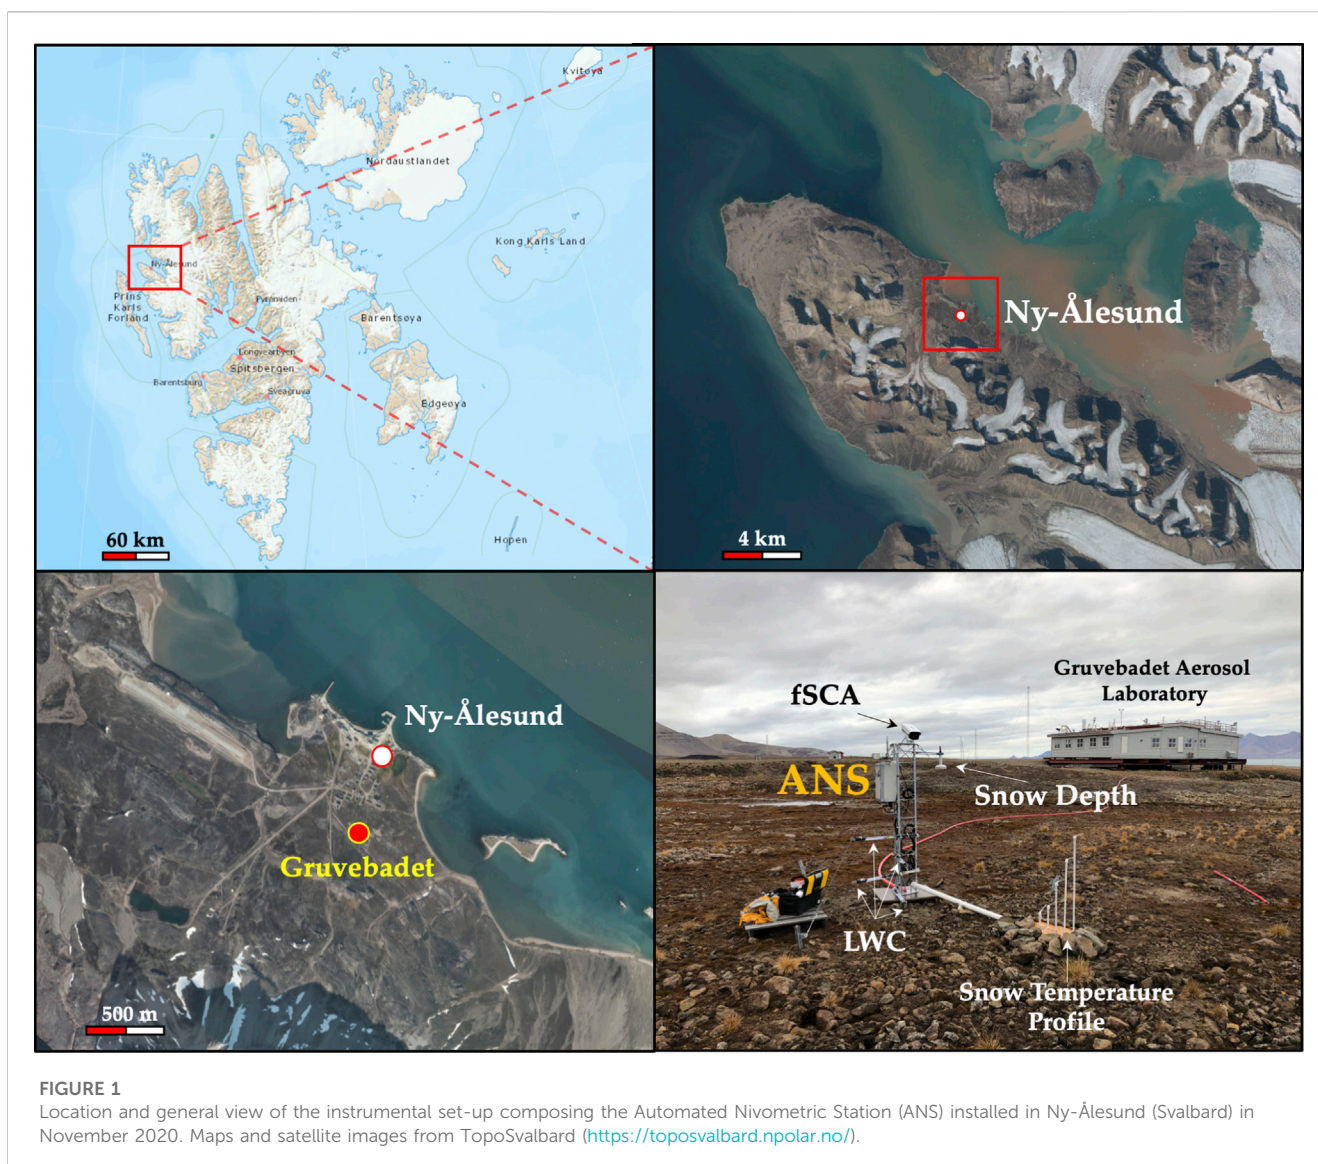 Kvitøya
Nordaustlandet
Kong Karls Land
Ny-Ålesund
Prins
Karls
Forland
Pyramiden
Barentsøya
Longyearbyen
Spitsbergen
Barentsburg
Sveagruva
Edgeøya
Hopen
60 km
Ny-Ålesund
4 km
Ny-Ålesund
Gruvebadet
500 m
Gruvebadet Aerosol
Laboratory
fSCA
ANS
Snow Depth
LWC
Snow Temperature
Profile
FIGURE 1
Location and general view of the instrumental set-up composing the Automated Nivometric Station (ANS) installed in Ny-Ålesund (Svalbard) in
November 2020. Maps and satellite images from TopoSvalbard (https://toposvalbard.npolar.no/).